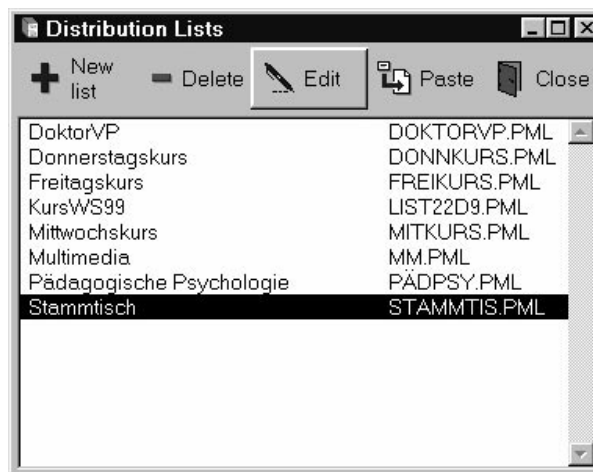 Distribution Lists
New list
Delete
Edit
Paste
Close
DoktorVP DOKTORVP.PML
Donnerstagskurs DONNKURS.PML
Freitagskurs FREIKURS.PML
KursWS99 LIST22D9.PML
Mittwochskurs MITKURS.PML
Multimedia MM.PML
Pädagogische Psychologie PÄDPSY.PML
Stammtisch STAMMTIS.PML